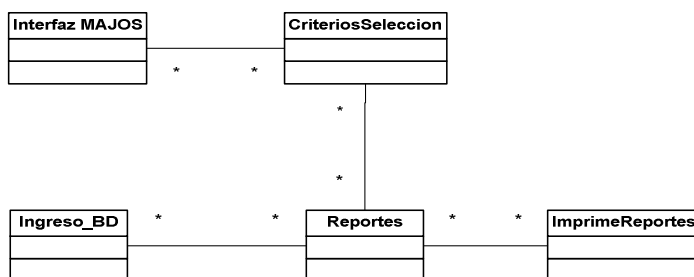 Interfaz MAJOS
CriteriosSeleccion
* *
*
*
Ingreso_BD
* *
Reportes
* *
ImprimeReportes